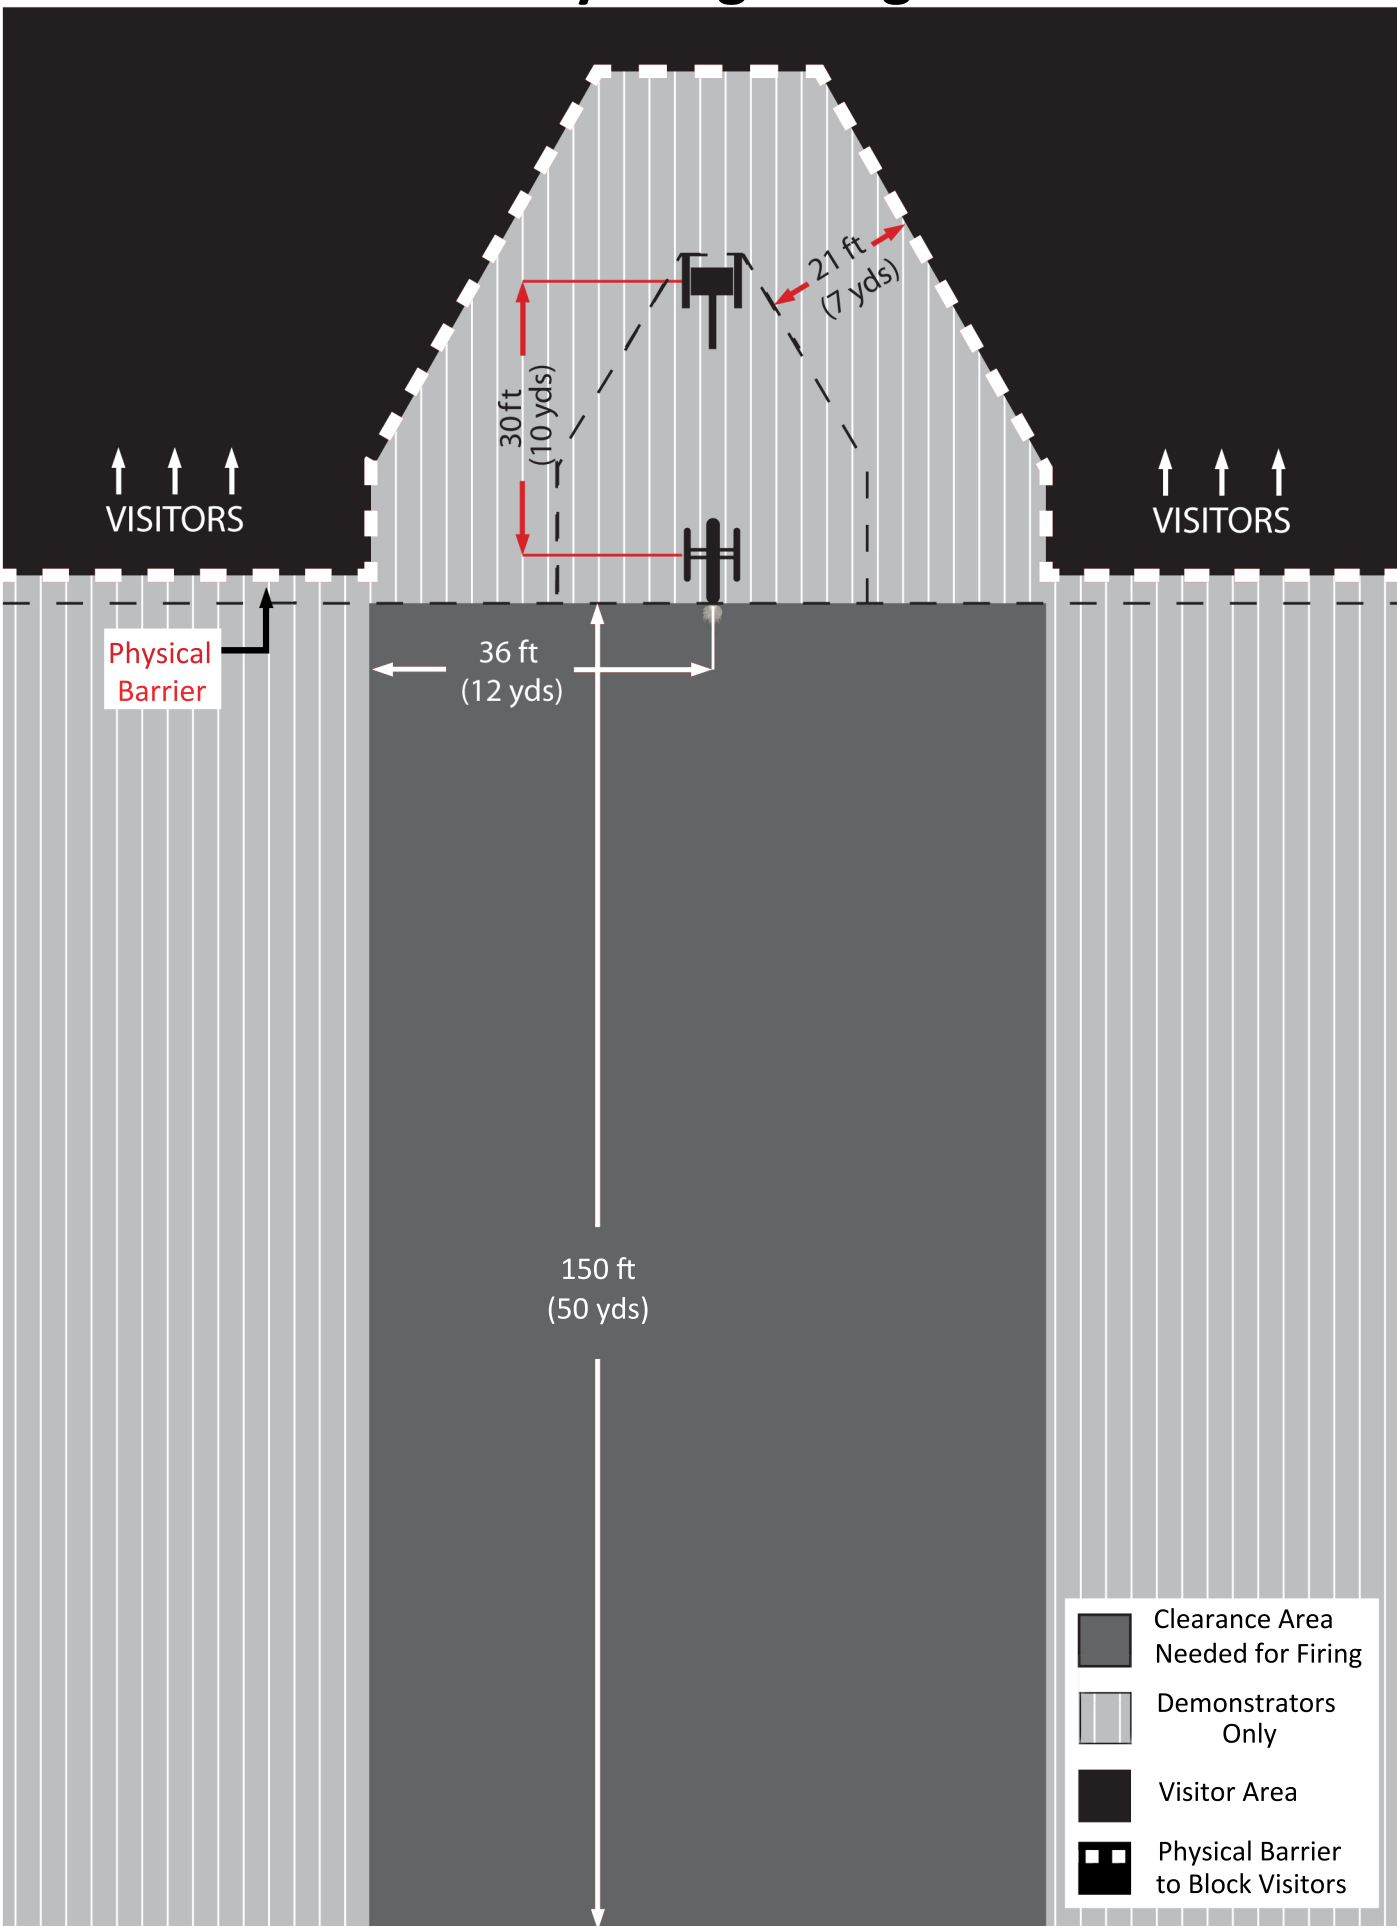 21 ft
(7 yds)
30 ft
(10 yds)
VISITORS
VISITORS
Physical
Barrier
36 ft
(12 yds)
150 ft
(50 yds)
Clearance Area
Needed for Firing
Demonstrators
Only
Visitor Area
Physical Barrier
to Block Visitors